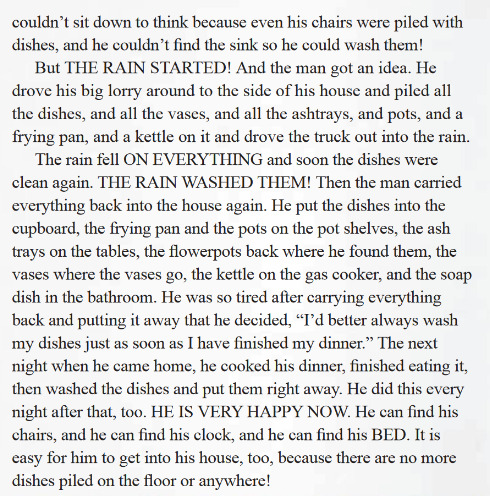 couldn’t sit down to think because even his chairs were piled with
dishes, and he couldn’t find the sink so he could wash them!
But THE RAIN STARTED! And the man got an idea. He
drove his big lorry around to the side of his house and piled all
the dishes, and all the vases, and all the ashtrays, and pots, and a
frying pan, and a kettle on it and drove the truck out into the rain.
The rain fell ON EVERYTHING and soon the dishes were
clean again. THE RAIN WASHED THEM! Then the man carried
everything back into the house again. He put the dishes into the
cupboard, the frying pan and the pots on the pot shelves, the ash
trays on the tables, the flowerpots back where he found them, the
vases where the vases go, the kettle on the gas cooker, and the soap
dish in the bathroom. He was so tired after carrying everything
back and putting it away that he decided, “I’d better always wash
my dishes just as soon as I have finished my dinner.” The next
night when he came home, he cooked his dinner, finished eating it,
then washed the dishes and put them right away. He did this every
night after that, too. HE IS VERY HAPPY NOW. He can find his
chairs, and he can find his clock, and he can find his BED. It is
easy for him to get into his house, too, because there are no more
dishes piled on the floor or anywhere!